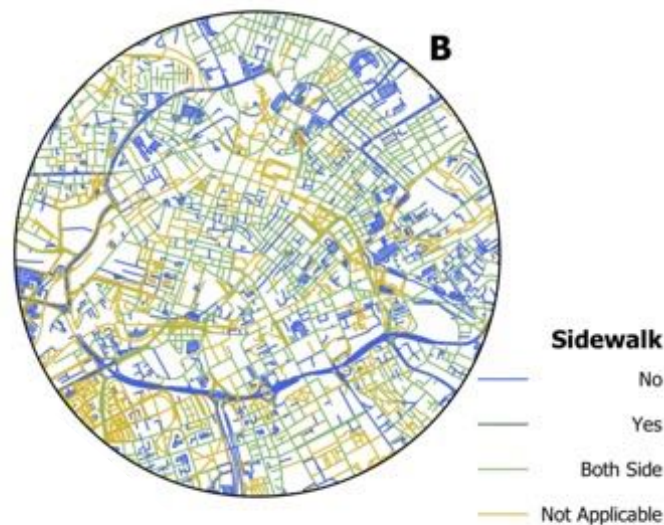 B
Sidewalk
No
Yes
Both Side
Not Applicable